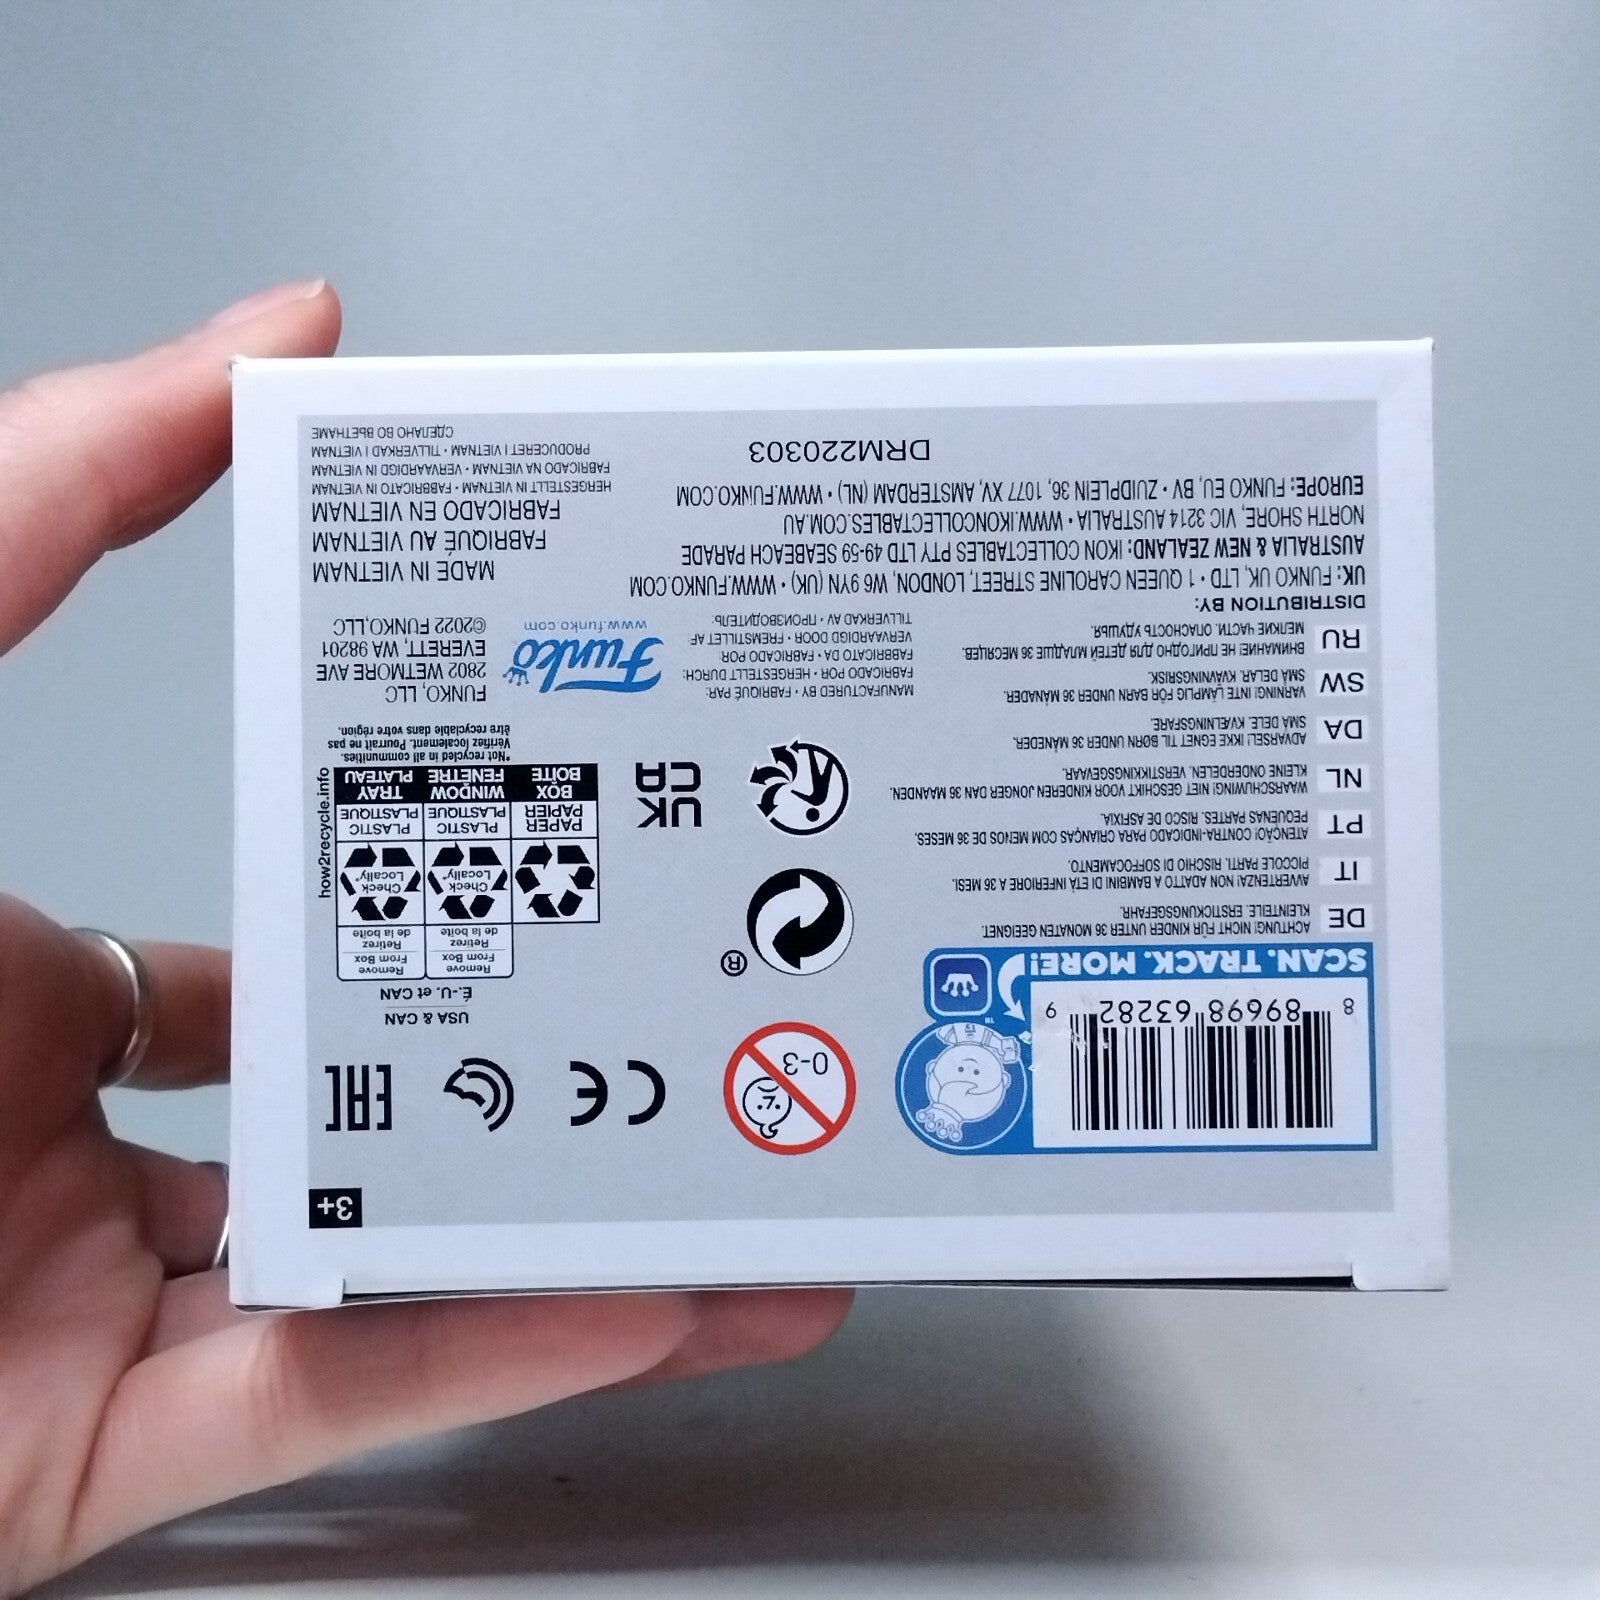 3+
8 89698 63282 9
™
SCAN. TRACK. MORE!
0-3
CE
EAC
USA & CAN
É.-U. et CAN
Remove From Box
Retirez de la boîte
Remove From Box
Retirez de la boîte
Check Locally*
Check Locally*
PAPER
PAPIER
PLASTIC
PLASTIQUE
PLASTIC
PLASTIQUE
BOX
BOÎTE
WINDOW
FENÊTRE
TRAY
PLATEAU
how2recycle.info
*Not recycled in all communities.
Vérifiez localement. Pourrait ne pas
être recyclable dans votre région.
®
UK
CA
DE ACHTUNG! NICHT FÜR KINDER UNTER 36 MONATEN GEEIGNET.
KLEINTEILE. ERSTICKUNGSGEFAHR.
IT AVVERTENZA! NON ADATTO A BAMBINI DI ETÀ INFERIORE A 36 MESI.
PICCOLE PARTI. RISCHIO DI SOFFOCAMENTO.
PT ATENÇÃO! CONTRA-INDICADO PARA CRIANÇAS COM MENOS DE 36 MESES.
PEQUENAS PARTES. RISCO DE ASFIXIA.
NL WAARSCHUWING! NIET GESCHIKT VOOR KINDEREN JONGER DAN 36 MAANDEN.
KLEINE ONDERDELEN. VERSTIKKINGSGEVAAR.
DA ADVARSEL! IKKE EGNET TIL BØRN UNDER 36 MÅNEDER.
SMÅ DELE. KVÆLNINGSFARE.
SW VARNING! INTE LÄMPLIG FÖR BARN UNDER 36 MÅNADER.
SMÅ DELAR. KVÄVNINGSRISK.
RU ВНИМАНИЕ! НЕ ПРИГОДНО ДЛЯ ДЕТЕЙ МЛАДШЕ 36 МЕСЯЦЕВ.
МЕЛКИЕ ЧАСТИ. ОПАСНОСТЬ УДУШЬЯ.
MANUFACTURED BY • FABRIQUÉ PAR:
FABRICADO POR • HERGESTELLT DURCH:
FABBRICATO DA • FABRICADO POR:
VERVAARDIGD DOOR • FREMSTILLET AF:
TILLVERKAD AV • ПРОИЗВОДИТЕЛЬ:
Funko
www.funko.com
FUNKO, LLC
2802 WETMORE AVE
EVERETT, WA 98201
©2022 FUNKO,LLC
DISTRIBUTION BY:
UK: FUNKO UK, LTD • 1 QUEEN CAROLINE STREET, LONDON, W6 9YN (UK) • WWW.FUNKO.COM
AUSTRALIA & NEW ZEALAND: IKON COLLECTABLES PTY LTD 49-59 SEABEACH PARADE
NORTH SHORE, VIC 3214 AUSTRALIA • WWW.IKONCOLLECTABLES.COM.AU
EUROPE: FUNKO EU, BV • ZUIDPLEIN 36, 1077 XV, AMSTERDAM (NL) • WWW.FUNKO.COM
DRM220303
MADE IN VIETNAM
FABRIQUÉ AU VIETNAM
FABRICADO EN VIETNAM
HERGESTELLT IN VIETNAM • FABBRICATO IN VIETNAM
FABRICADO NA VIETNAM • VERVAARDIGD IN VIETNAM
PRODUCERET I VIETNAM • TILLVERKAD I VIETNAM
СДЕЛАНО ВО ВЬЕТНАМЕ